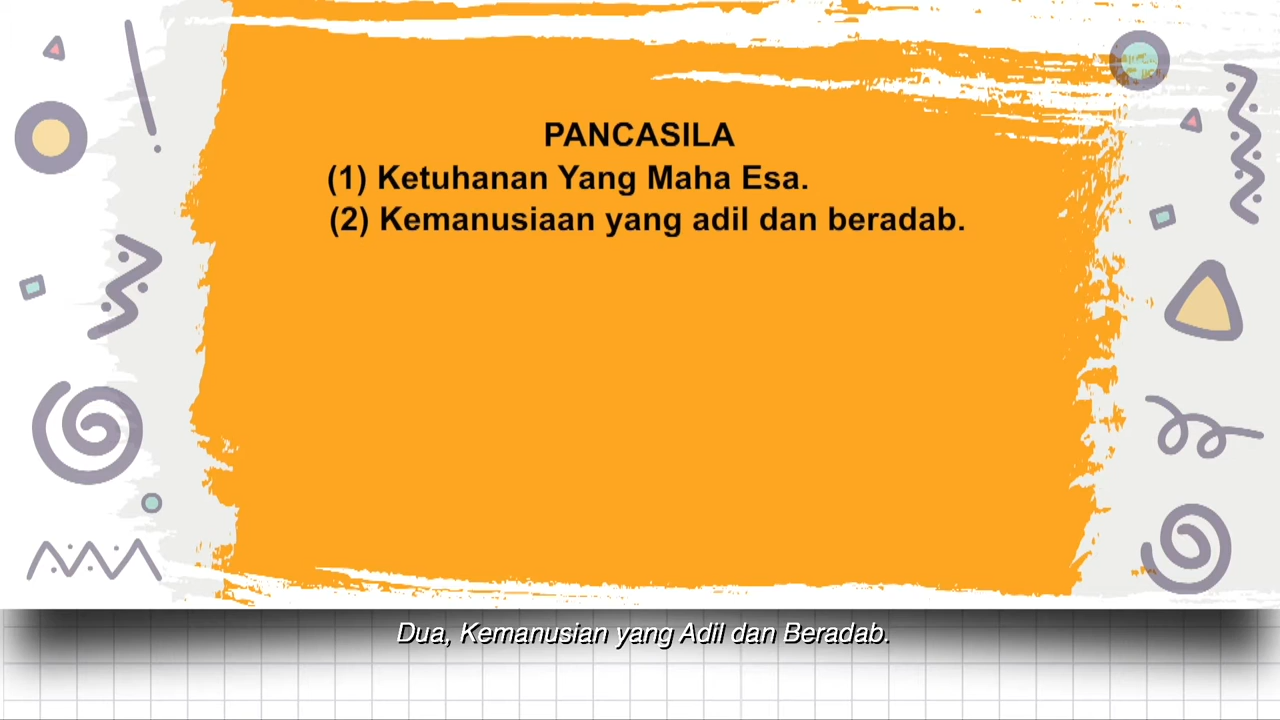 PANCASILA
(1) Ketuhanan Yang Maha Esa.
(2) Kemanusiaan yang adil dan beradab.
Dua, Kemanusian yang Adil dan Beradab.